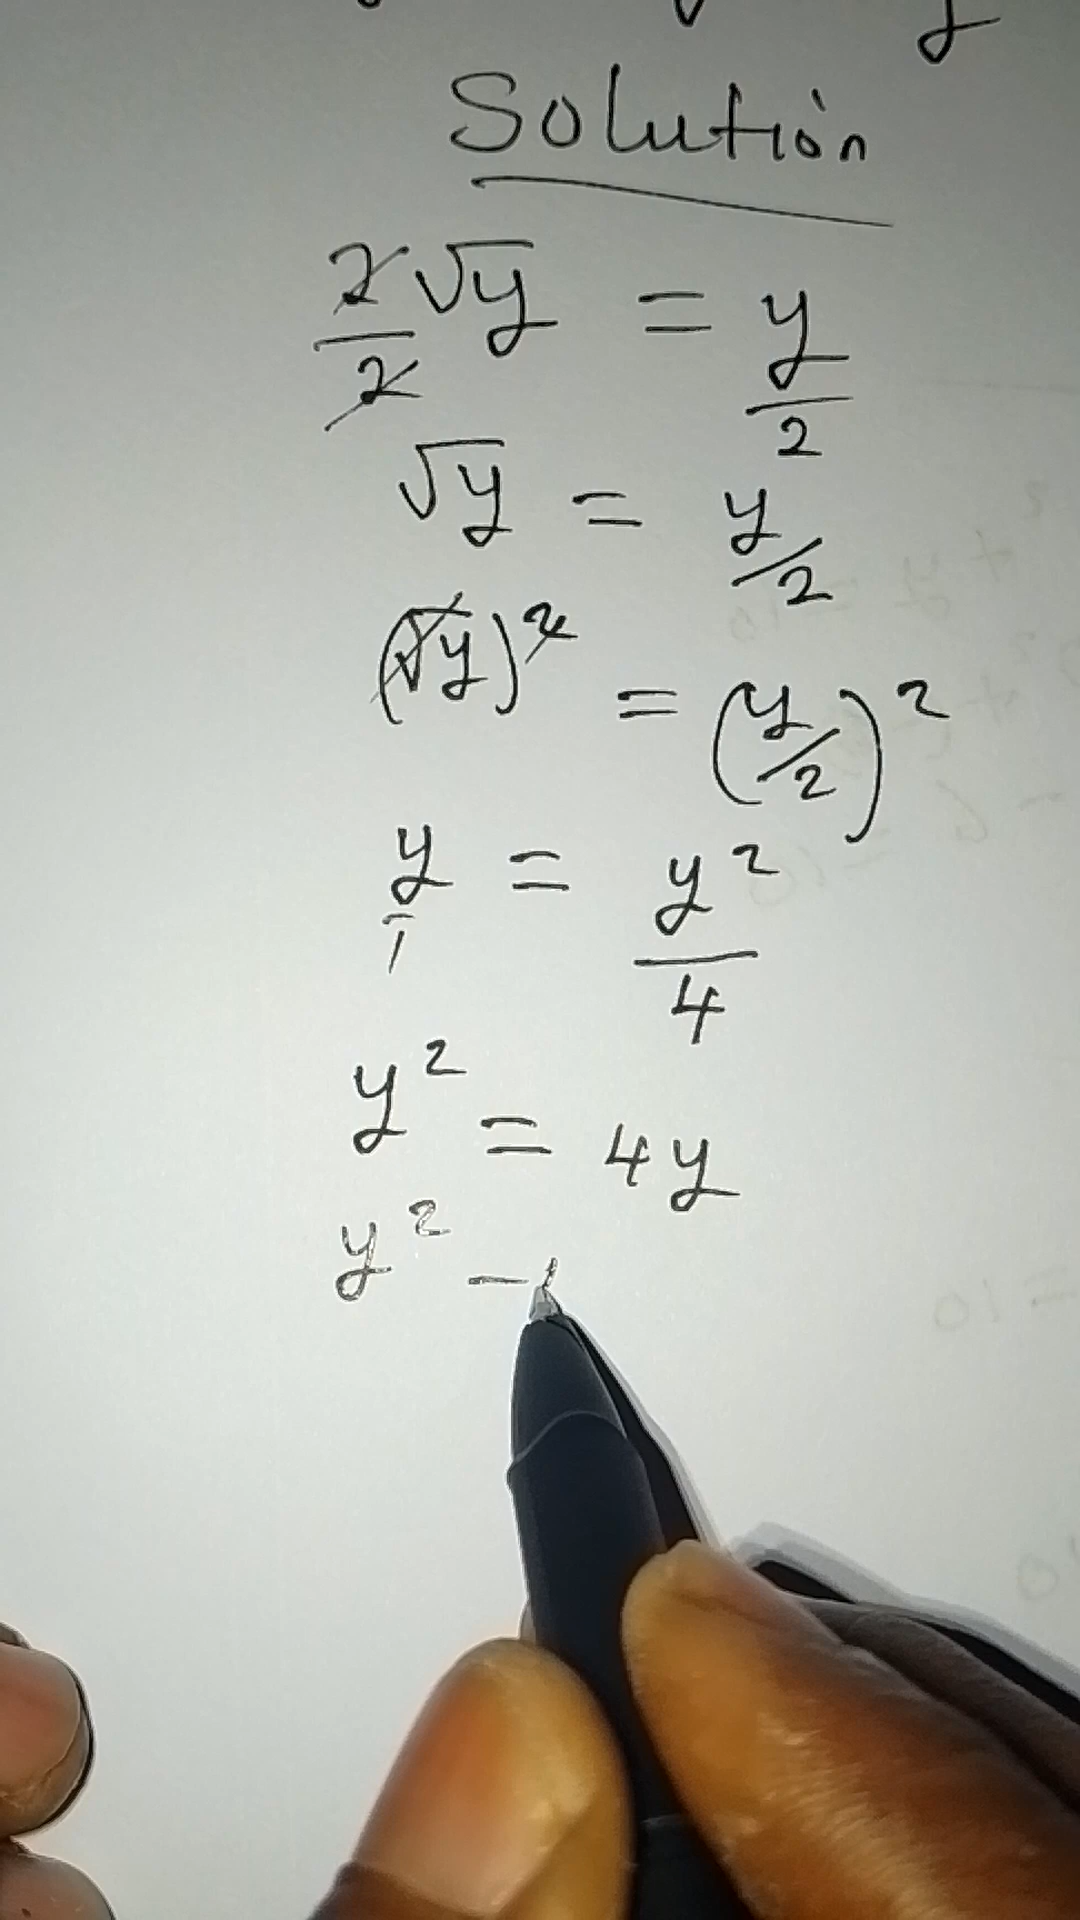 Solution
2√y/2 = y/2
√y = y/2
(√y)² = (y/2)²
y/1 = y²/4
y² = 4y
y² -